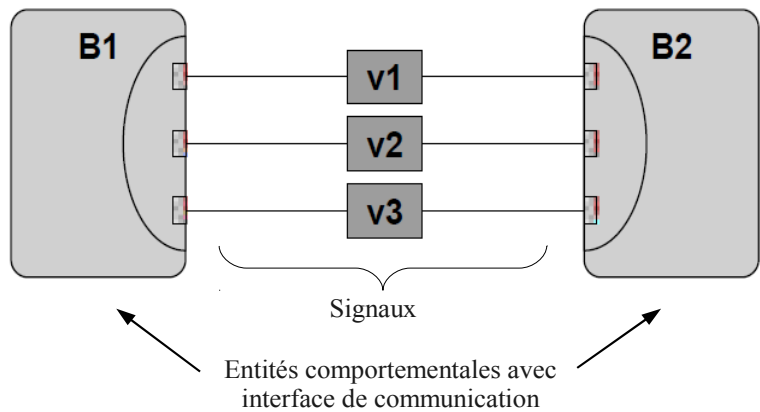 B1
B2
v1
v2
v3
Signaux
Entités comportementales avec
interface de communication